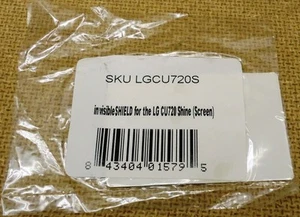 SKU LGCU720S
invisibleSHIELD for the LG CU720 Shine (Screen)
8 43404 01579 5